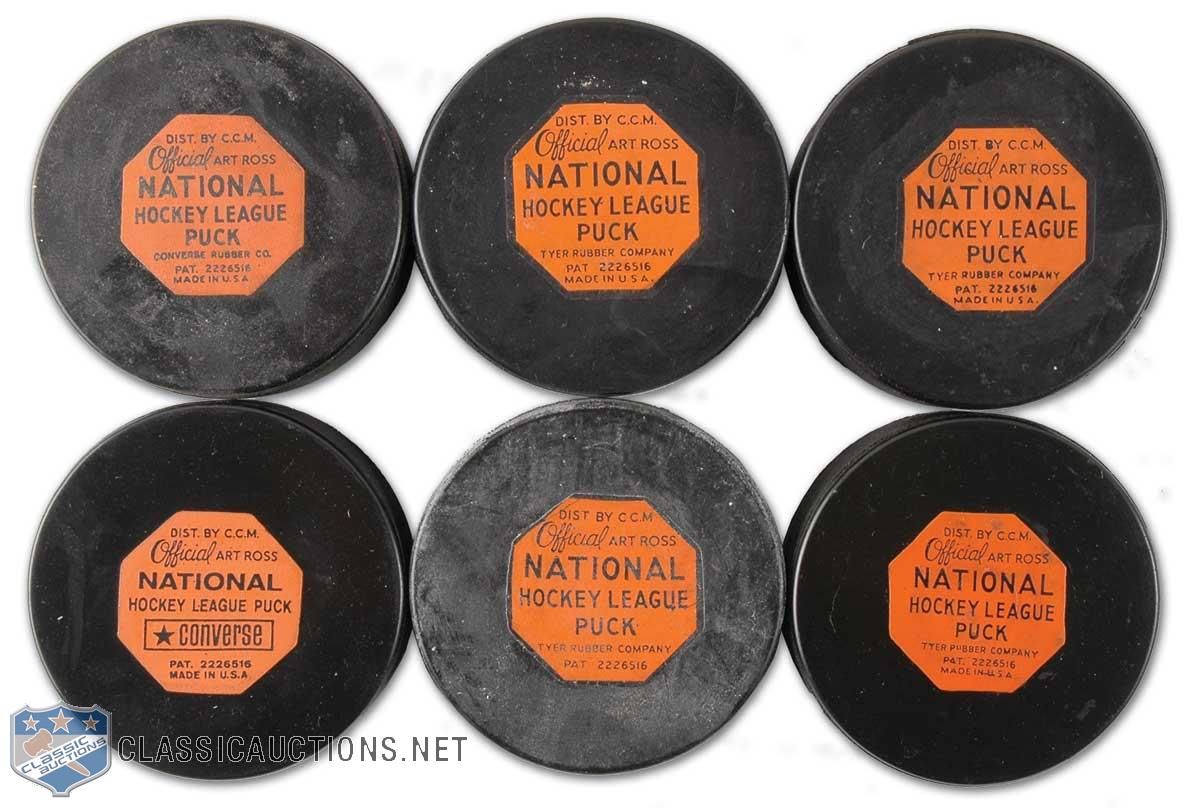 DIST. BY C.C.M.
Official ART ROSS
NATIONAL
HOCKEY LEAGUE
PUCK
CONVERSE RUBBER CO.
PAT. 2226516
MADE IN U.S.A.
DIST. BY C.C.M.
Official ART ROSS
NATIONAL
HOCKEY LEAGUE
PUCK
TYER RUBBER COMPANY
PAT 2226516
MADE IN U.S.A.
DIST. BY C.C.M.
Official ART ROSS
NATIONAL
HOCKEY LEAGUE
PUCK
TYER RUBBER COMPANY
PAT. 2226516
MADE IN U.S.A.
DIST. BY C.C.M.
Official ART ROSS
NATIONAL
HOCKEY LEAGUE PUCK
★ converse
PAT. 2226516
MADE IN U.S.A
DIST BY C.C.M
Official ART ROSS
NATIONAL
HOCKEY LEAGUE
PUCK
TYER RUBBER COMPANY
PAT 2226516
DIST. BY C.C.M.
Official ART ROSS
NATIONAL
HOCKEY LEAGUE
PUCK
TYER RUBBER COMPANY
PAT. 2226516
MADE IN U.S.A
CLASSIC
AUCTIONS
CLASSICAUCTIONS.NET